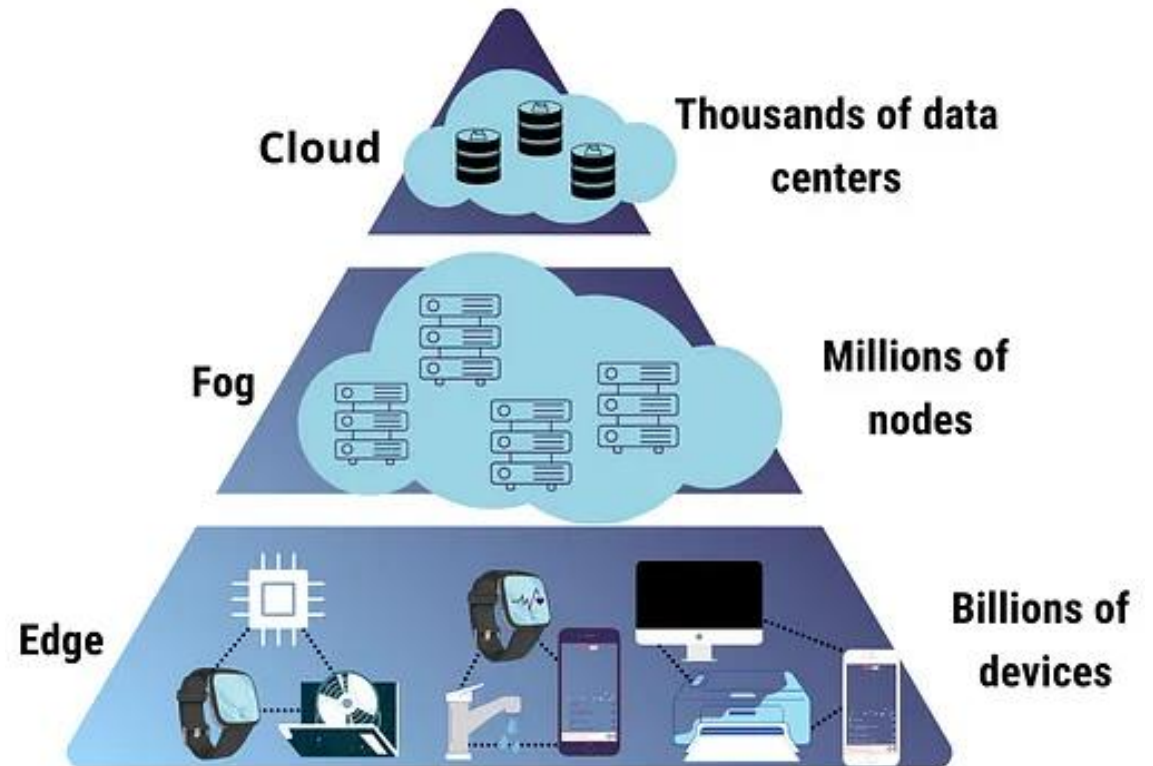 Cloud
Thousands of data
centers
Fog
Millions of
nodes
Edge
Billions of
devices